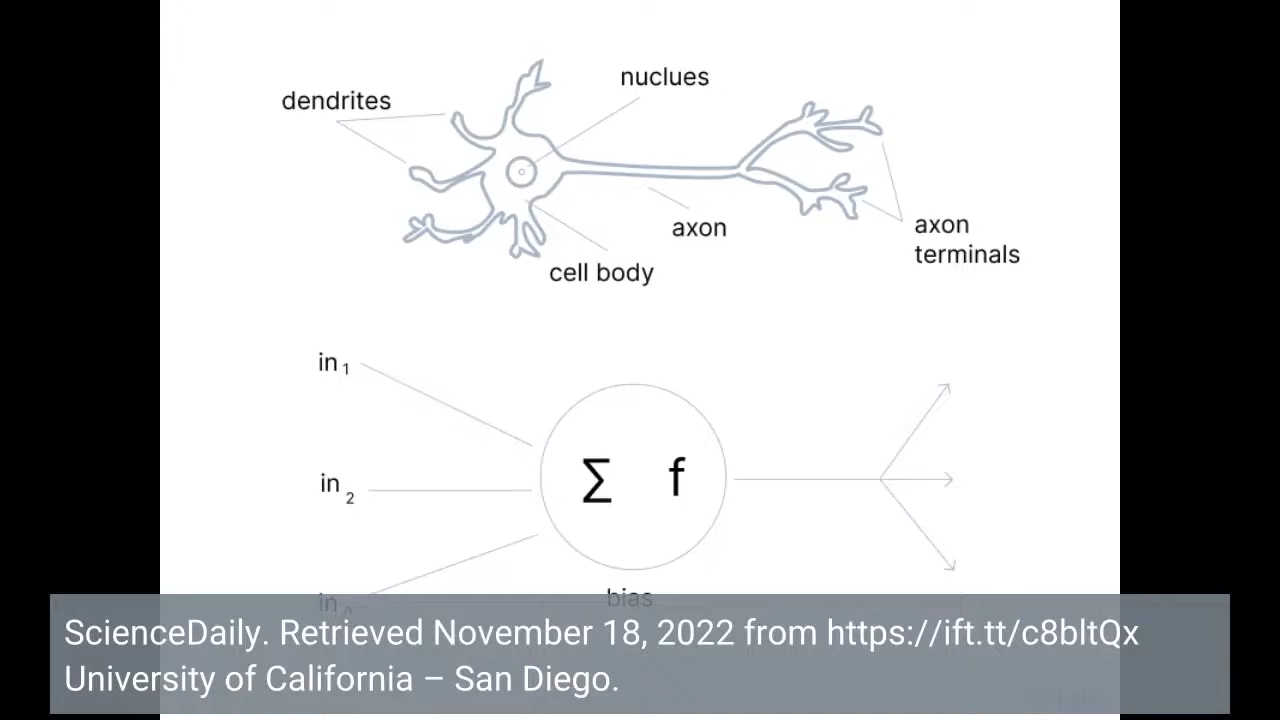 nuclues
dendrites
axon
axon
terminals
cell body
in 1
in 2
∑ f
in n
bias
ScienceDaily. Retrieved November 18, 2022 from https://ift.tt/c8bltQx
University of California – San Diego.